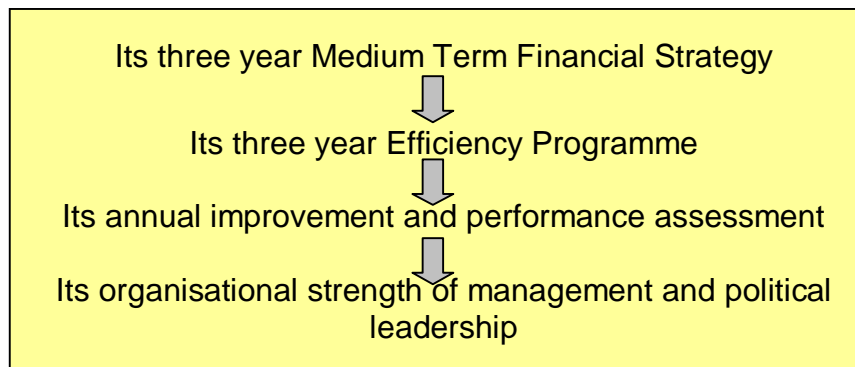 Its three year Medium Term Financial Strategy
Its three year Efficiency Programme
Its annual improvement and performance assessment
Its organisational strength of management and political
leadership